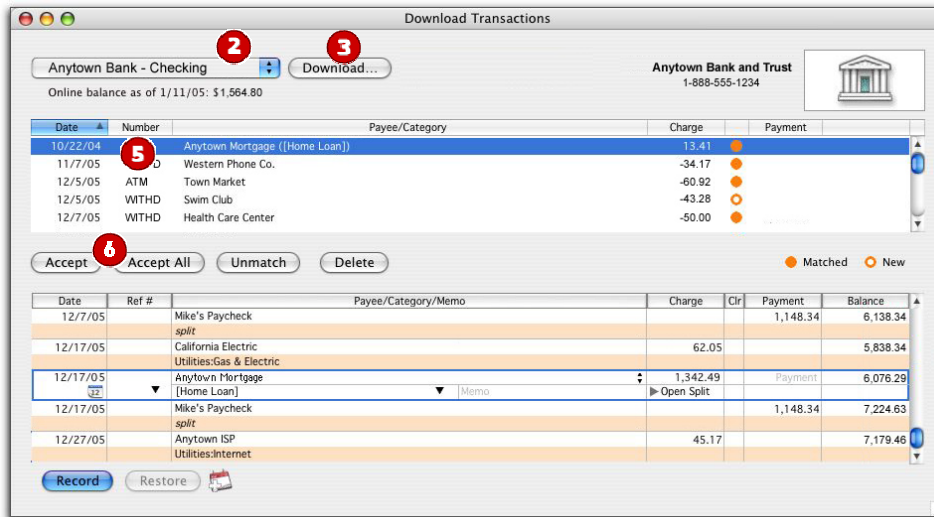 Download Transactions
2
3
Anytown Bank - Checking
Download...
Anytown Bank and Trust
1-888-555-1234
Online balance as of 1/11/05: $1,564.80
Date Number Payee/Category Charge Payment
10/22/04 Anytown Mortgage ([Home Loan]) 13.41
5
11/7/05 D Western Phone Co. -34.17
12/5/05 ATM Town Market -60.92
12/5/05 WITHD Swim Club -43.28
12/7/05 WITHD Health Care Center -50.00
6
Accept Accept All Unmatch Delete Matched New
Date Ref # Payee/Category/Memo Charge Clr Payment Balance
12/7/05 Mike's Paycheck 1,148.34 6,138.34
split
12/17/05 California Electric 62.05 5,838.34
Utilities:Gas & Electric
12/17/05 Anytown Mortgage 1,342.49 Payment 6,076.29
12 [Home Loan] Memo Open Split
12/17/05 Mike's Paycheck 1,148.34 7,224.63
split
12/27/05 Anytown ISP 45.17 7,179.46
Utilities:Internet
Record Restore